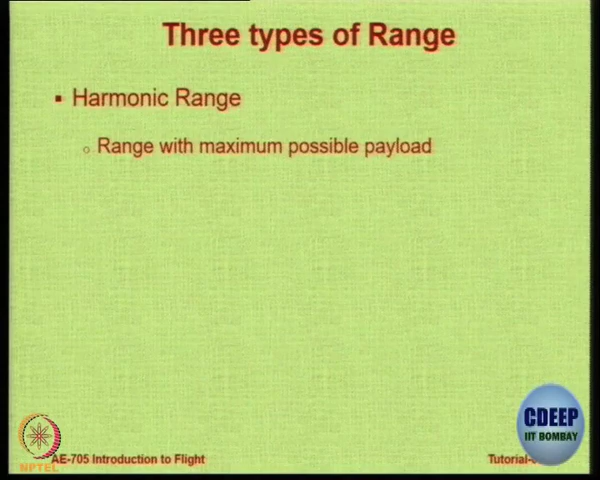 Three types of Range
▪ Harmonic Range
○ Range with maximum possible payload
CDEEP
IIT BOMBAY
NPTEL
AE-705 Introduction to Flight